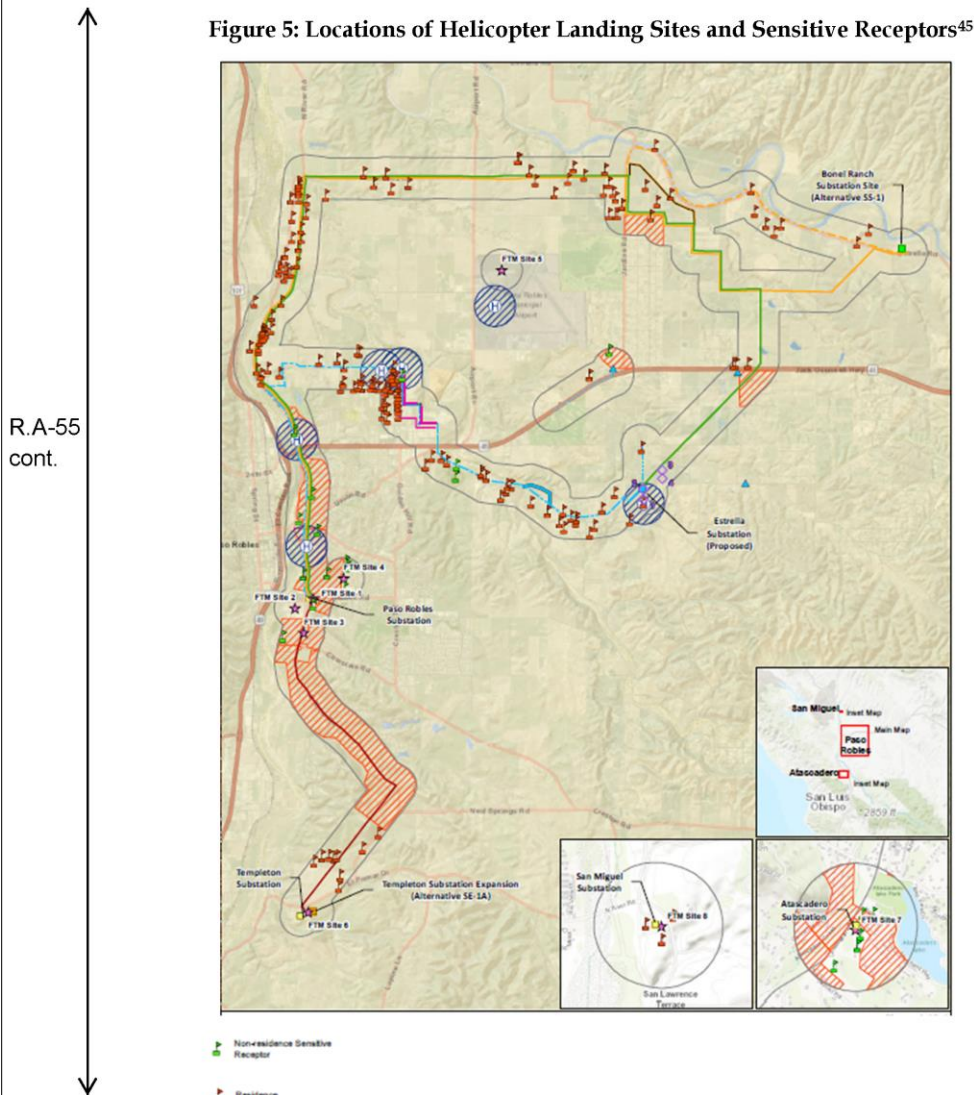 Figure 5: Locations of Helicopter Landing Sites and Sensitive Receptors45
R.A-55
cont.
Bonel Ranch
Substation Site
(Alternative SS-1)
FTM Site 5
Estrella
Substation
(Proposed)
FTM Site 4
FTM Site 1
FTM Site 2
Paso Robles
Substation
FTM Site 3
San Miguel
Inset Map
Main Map
Paso
Robles
Atascadero
Inset Map
San Luis
Obispo
Templeton
Substation
Templeton Substation Expansion
(Alternative SE-1A)
FTM Site 6
San Miguel
Substation
FTM Site 8
San Lawrence
Terrace
Atascadero
Substation
FTM Site 7
Non-residence Sensitive
Receptor
Residence